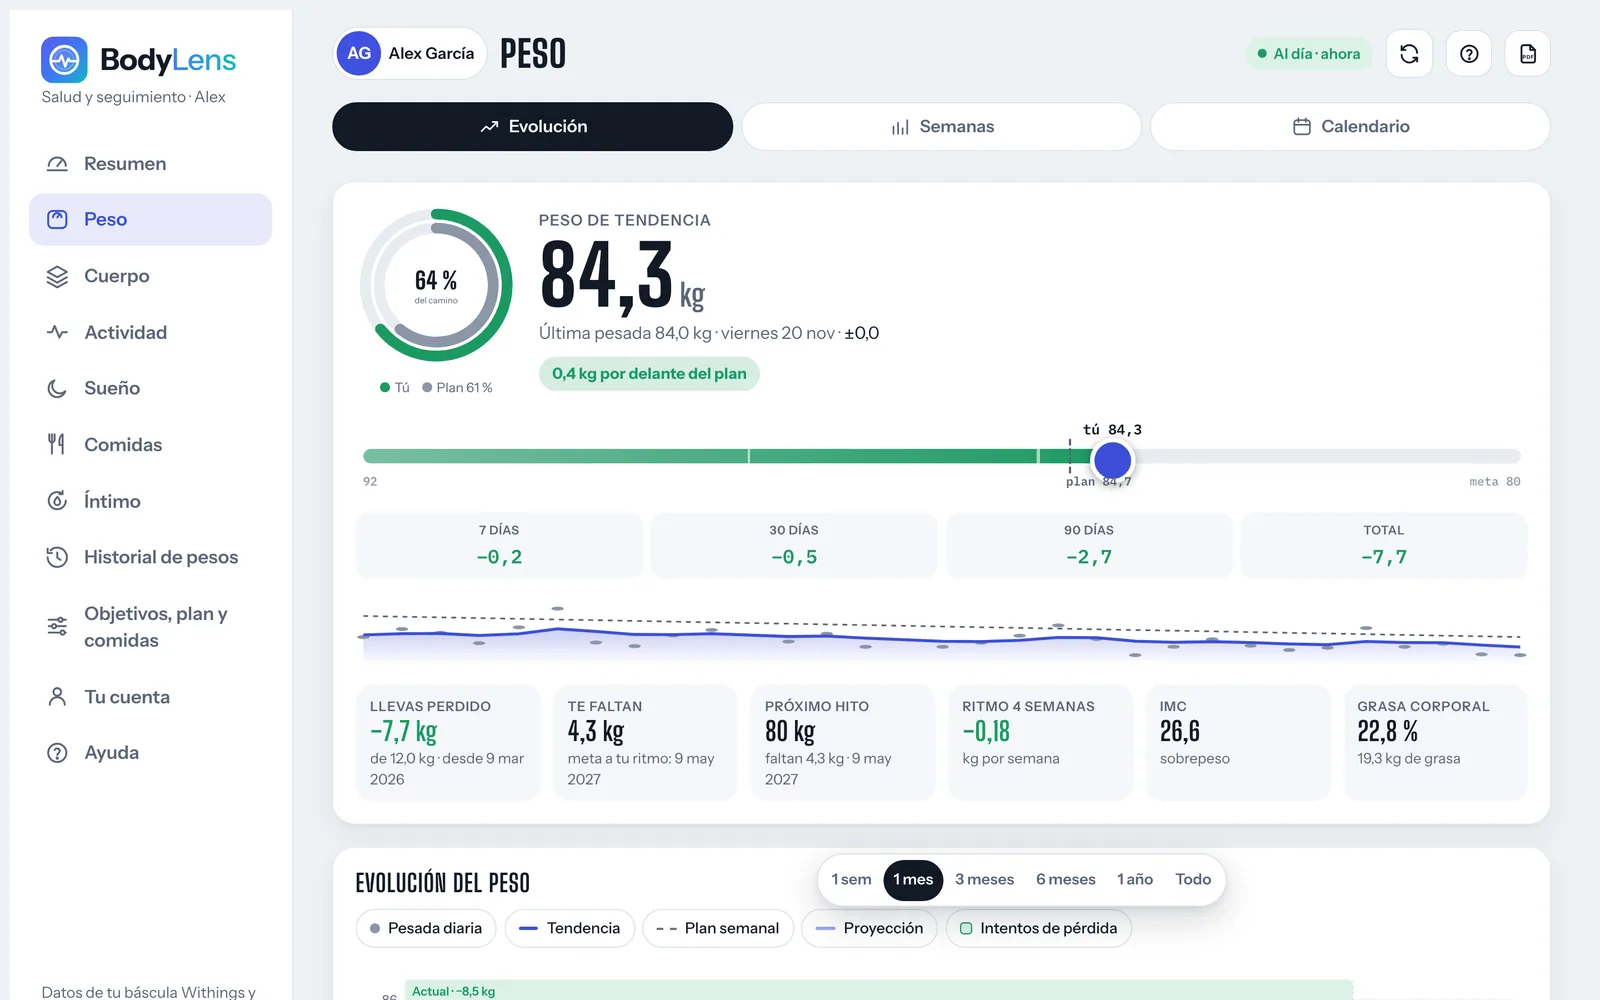 BodyLens
Salud y seguimiento · Alex
Resumen
Peso
Cuerpo
Actividad
Sueño
Comidas
Íntimo
Historial de pesos
Objetivos, plan y
comidas
Tu cuenta
Ayuda
Datos de tu báscula Withings y
AG Alex García PESO
Al día · ahora
PDF
Evolución
Semanas
Calendario
64 %
del camino
Tú Plan 61 %
PESO DE TENDENCIA
84,3 kg
Última pesada 84,0 kg · viernes 20 nov · ±0,0
0,4 kg por delante del plan
tú 84,3
92
plan 84,7
meta 80
7 DÍAS
−0,2
30 DÍAS
−0,5
90 DÍAS
−2,7
TOTAL
−7,7
LLEVAS PERDIDO
−7,7 kg
de 12,0 kg · desde 9 mar
2026
TE FALTAN
4,3 kg
meta a tu ritmo: 9 may
2027
PRÓXIMO HITO
80 kg
faltan 4,3 kg · 9 may
2027
RITMO 4 SEMANAS
−0,18
kg por semana
IMC
26,6
sobrepeso
GRASA CORPORAL
22,8 %
19,3 kg de grasa
EVOLUCIÓN DEL PESO
1 sem 1 mes 3 meses 6 meses 1 año Todo
Pesada diaria
Tendencia
Plan semanal
Proyección
Intentos de pérdida
86
Actual · −8,5 kg